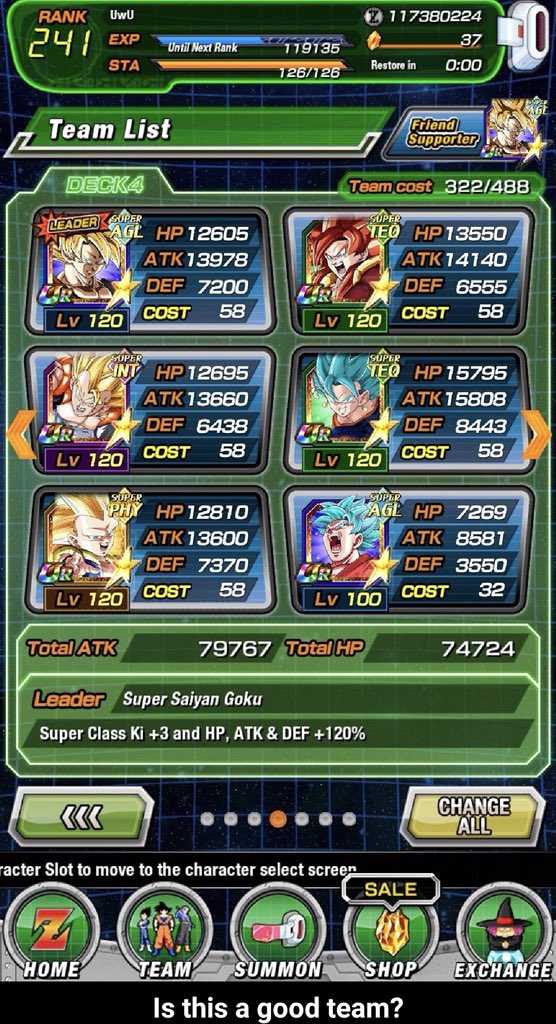 RANK
241
UwU
117380224
EXP
Until Next Rank
119135
37
STA
126/126
Restore in
0:00
Team List
Friend
Supporter
AGL
UR
DECK4
Team cost 322/488
LEADER
SUPER
AGL
UR
Lv 120
HP 12605
ATK 13978
DEF 7200
COST 58
SUPER
TEQ
UR
Lv 120
HP 13550
ATK 14140
DEF 6555
COST 58
SUPER
INT
UR
Lv 120
HP 12695
ATK 13660
DEF 6438
COST 58
SUPER
TEQ
UR
Lv 120
HP 15795
ATK 15808
DEF 8443
COST 58
SUPER
PHY
UR
Lv 120
HP 12810
ATK 13600
DEF 7370
COST 58
SUPER
AGL
UR
Lv 100
HP 7269
ATK 8581
DEF 3550
COST 32
Total ATK 79767 Total HP 74724
Leader Super Saiyan Goku
Super Class Ki +3 and HP, ATK & DEF +120%
CHANGE
ALL
racter Slot to move to the character select screen
SALE
HOME
TEAM
SUMMON
SHOP
EXCHANGE
Is this a good team?